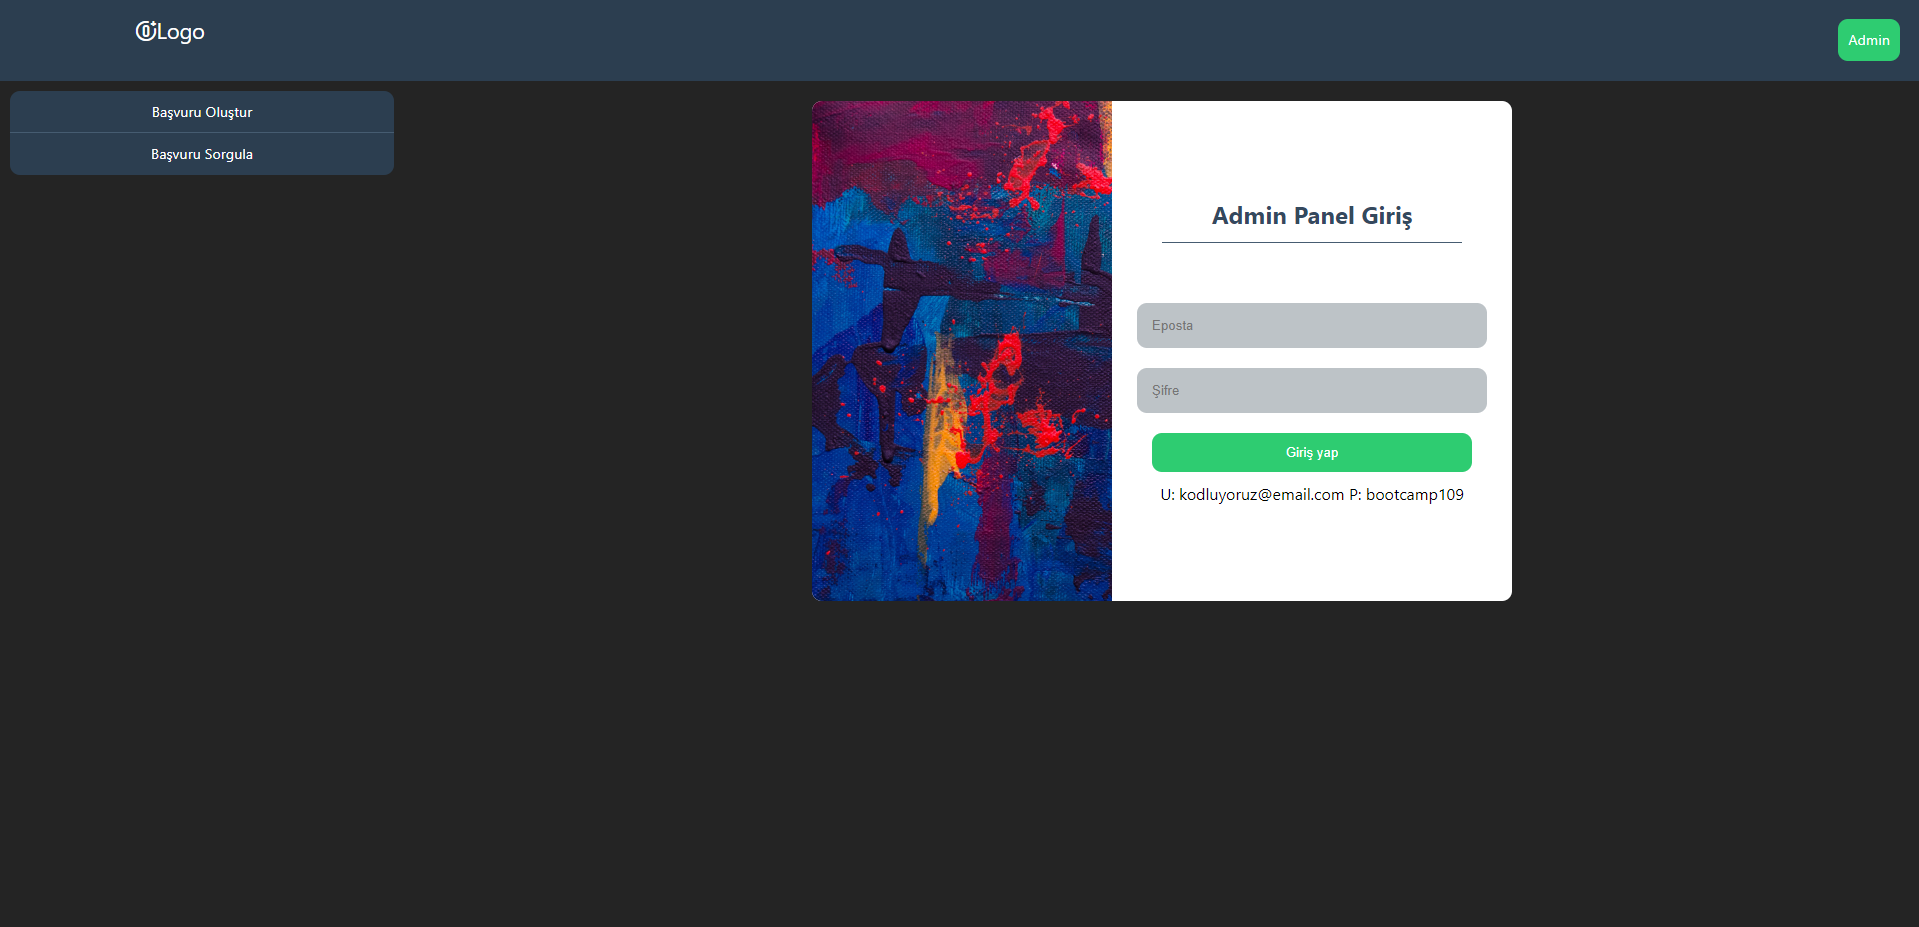 Logo
Admin
Başvuru Oluştur
Başvuru Sorgula
Admin Panel Giriş
Eposta
Şifre
Giriş yap
U: kodluyoruz@email.com P: bootcamp109